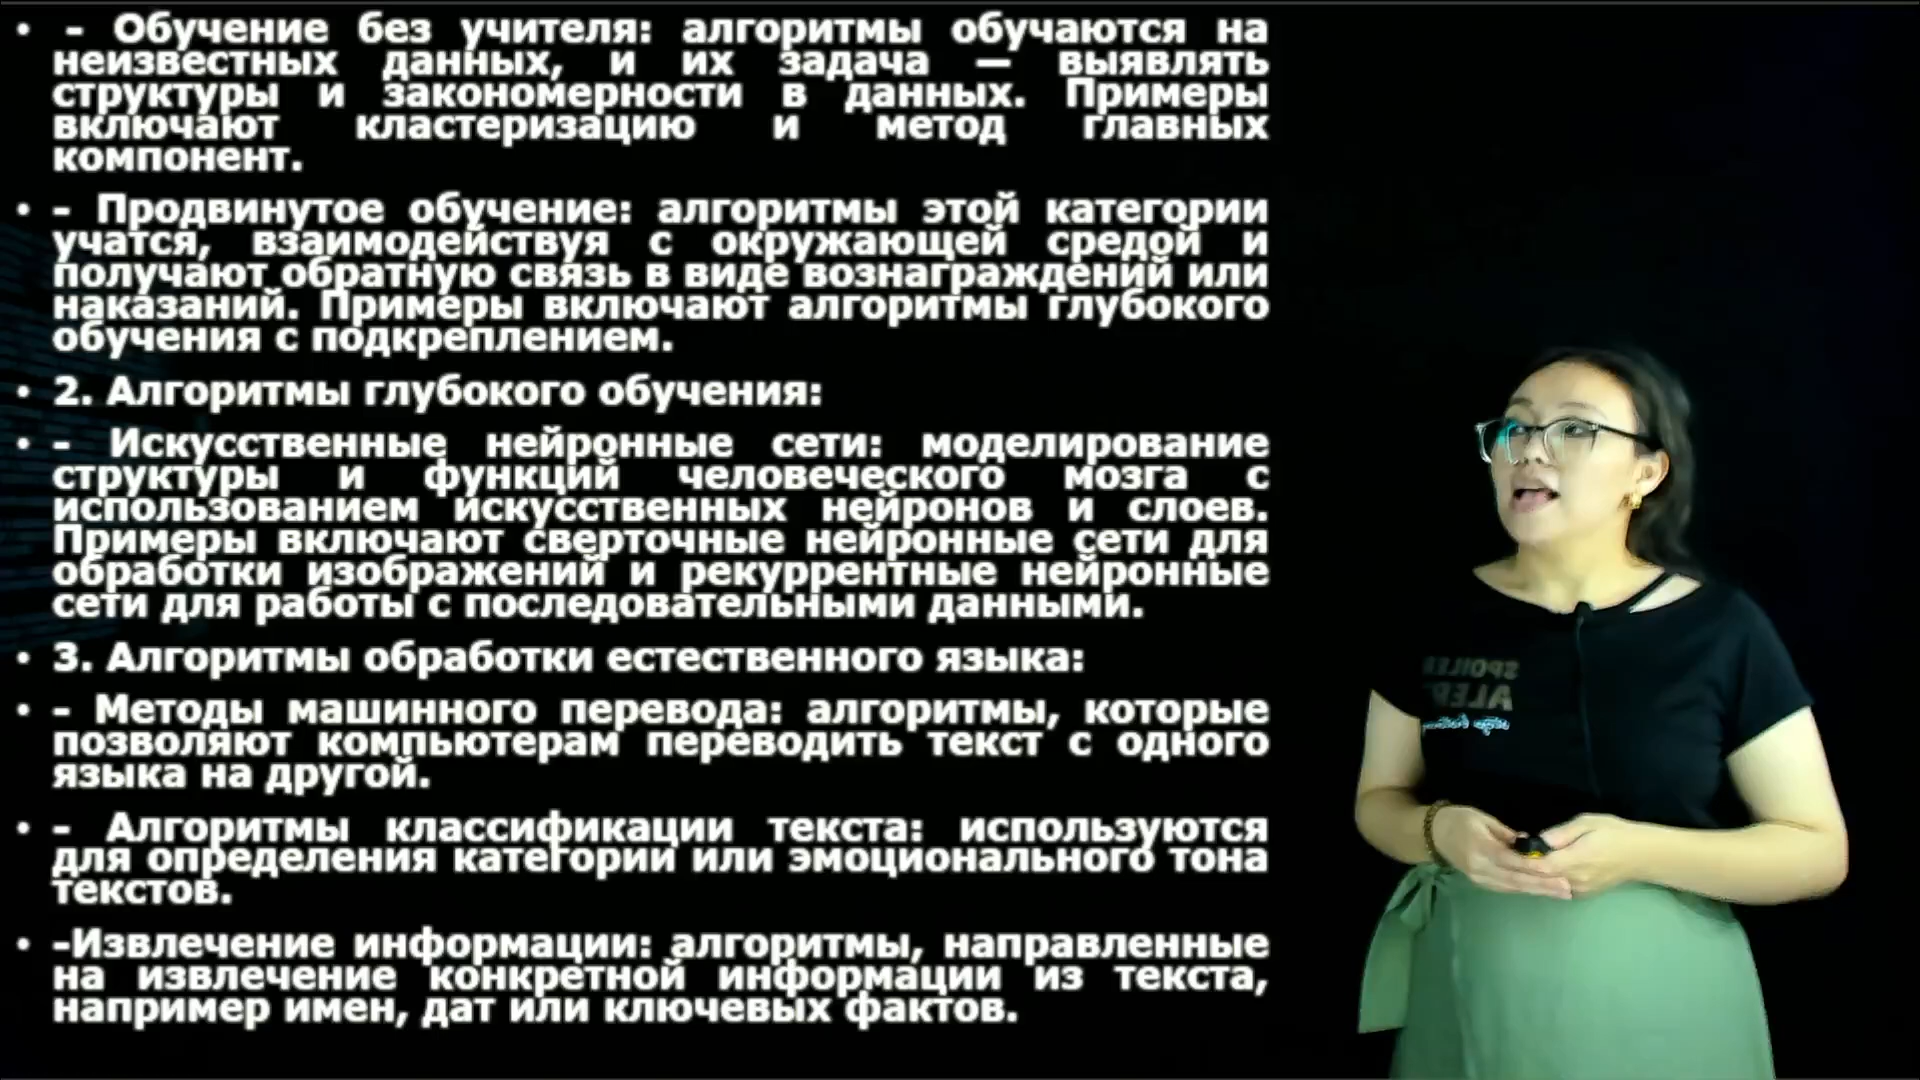 • - Обучение без учителя: алгоритмы обучаются на
неизвестных данных, и их задача — выявлять
структуры и закономерности в данных. Примеры
включают кластеризацию и метод главных
компонент.
• - Продвинутое обучение: алгоритмы этой категории
учатся, взаимодействуя с окружающей средой и
получают обратную связь в виде вознаграждений или
наказаний. Примеры включают алгоритмы глубокого
обучения с подкреплением.
• 2. Алгоритмы глубокого обучения:
• - Искусственные нейронные сети: моделирование
структуры и функций человеческого мозга с
использованием искусственных нейронов и слоев.
Примеры включают сверточные нейронные сети для
обработки изображений и рекуррентные нейронные
сети для работы с последовательными данными.
• 3. Алгоритмы обработки естественного языка:
• - Методы машинного перевода: алгоритмы, которые
позволяют компьютерам переводить текст с одного
языка на другой.
• - Алгоритмы классификации текста: используются
для определения категории или эмоционального тона
текстов.
• -Извлечение информации: алгоритмы, направленные
на извлечение конкретной информации из текста,
например имен, дат или ключевых фактов.
SPOILER
ALERT